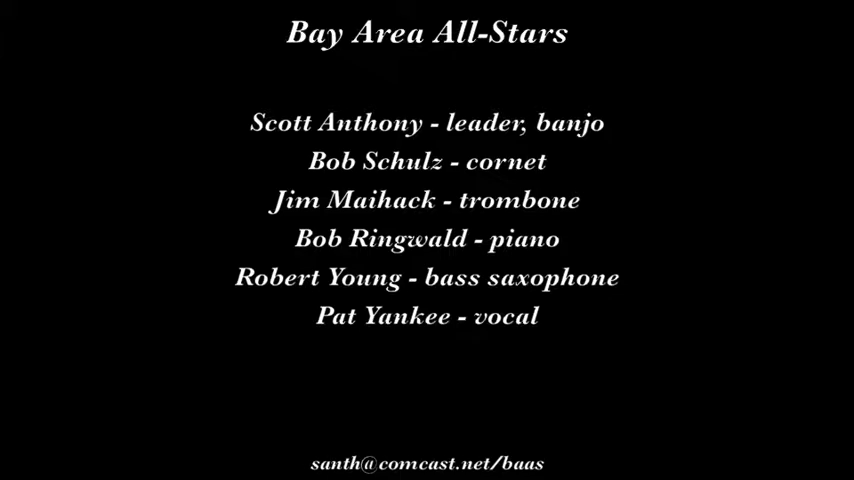 Bay Area All-Stars
Scott Anthony - leader, banjo
Bob Schulz - cornet
Jim Maihack - trombone
Bob Ringwald - piano
Robert Young - bass saxophone
Pat Yankee - vocal
santh@comcast.net/baas